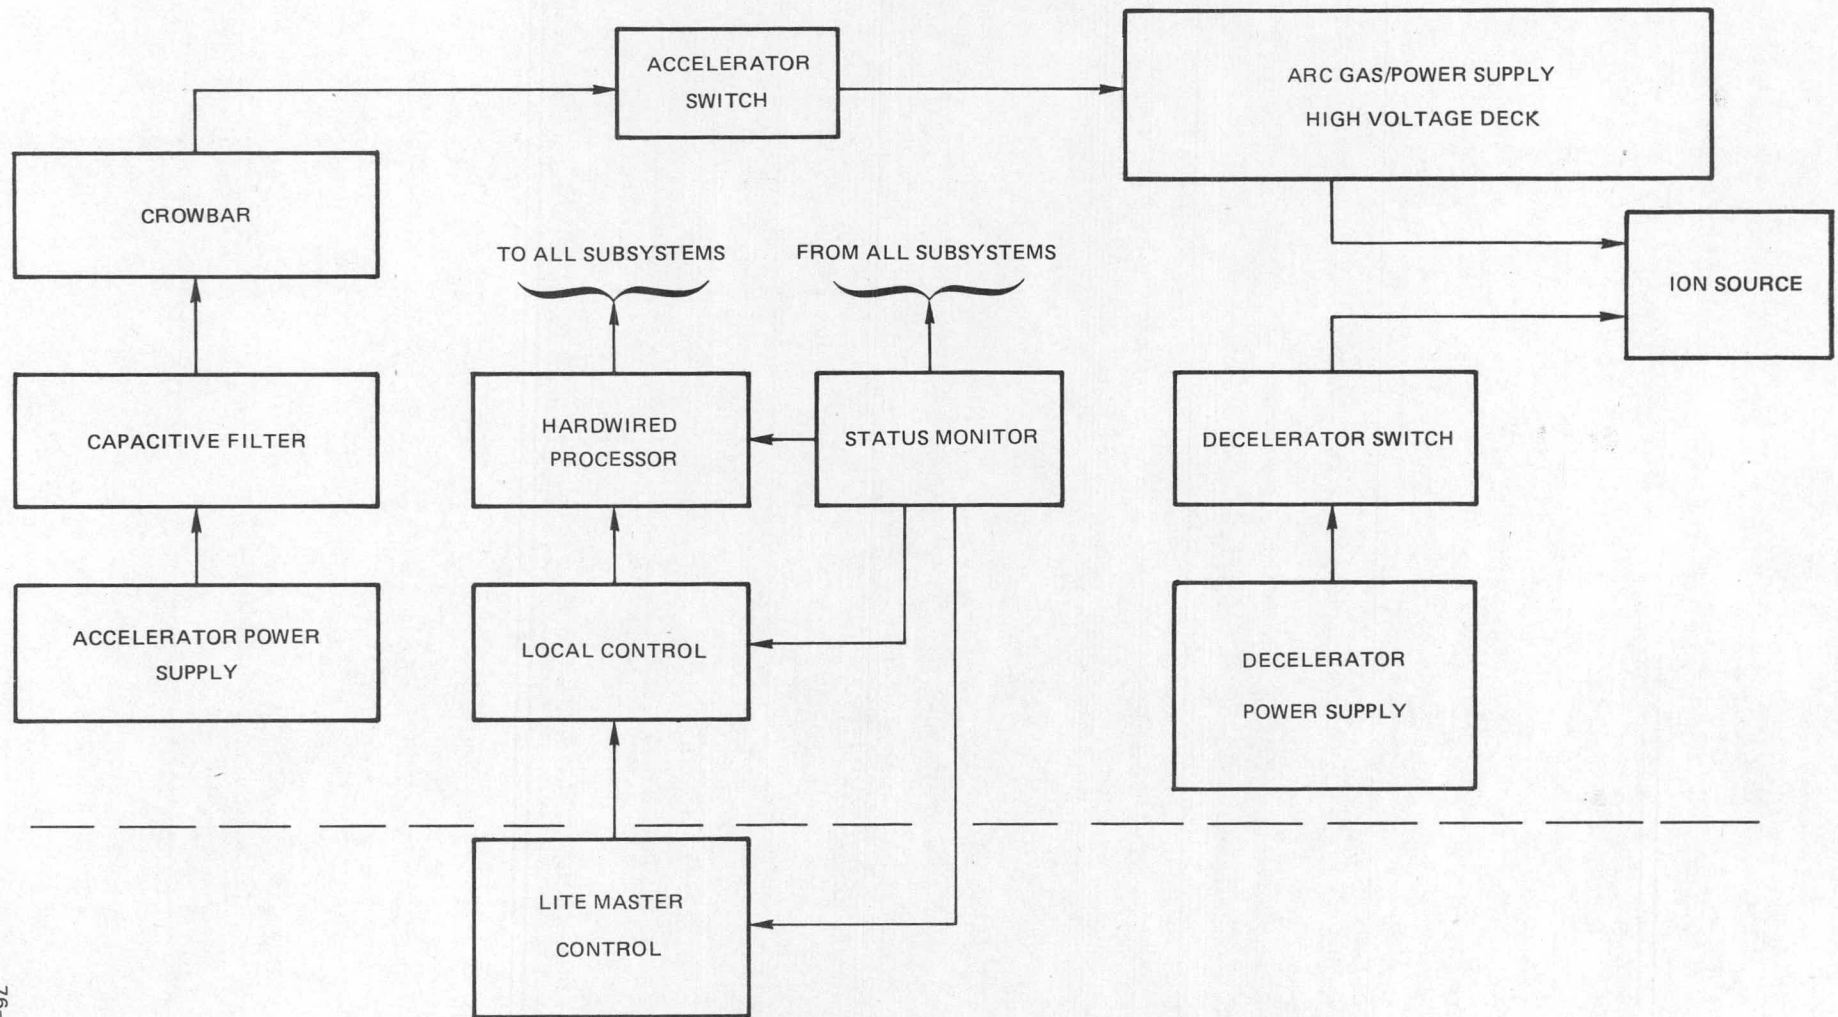 ACCELERATOR
SWITCH
ARC GAS/POWER SUPPLY
HIGH VOLTAGE DECK
CROWBAR
TO ALL SUBSYSTEMS
FROM ALL SUBSYSTEMS
ION SOURCE
CAPACITIVE FILTER
HARDWIRED
PROCESSOR
STATUS MONITOR
DECELERATOR SWITCH
ACCELERATOR POWER
SUPPLY
LOCAL CONTROL
DECELERATOR
POWER SUPPLY
LITE MASTER
CONTROL